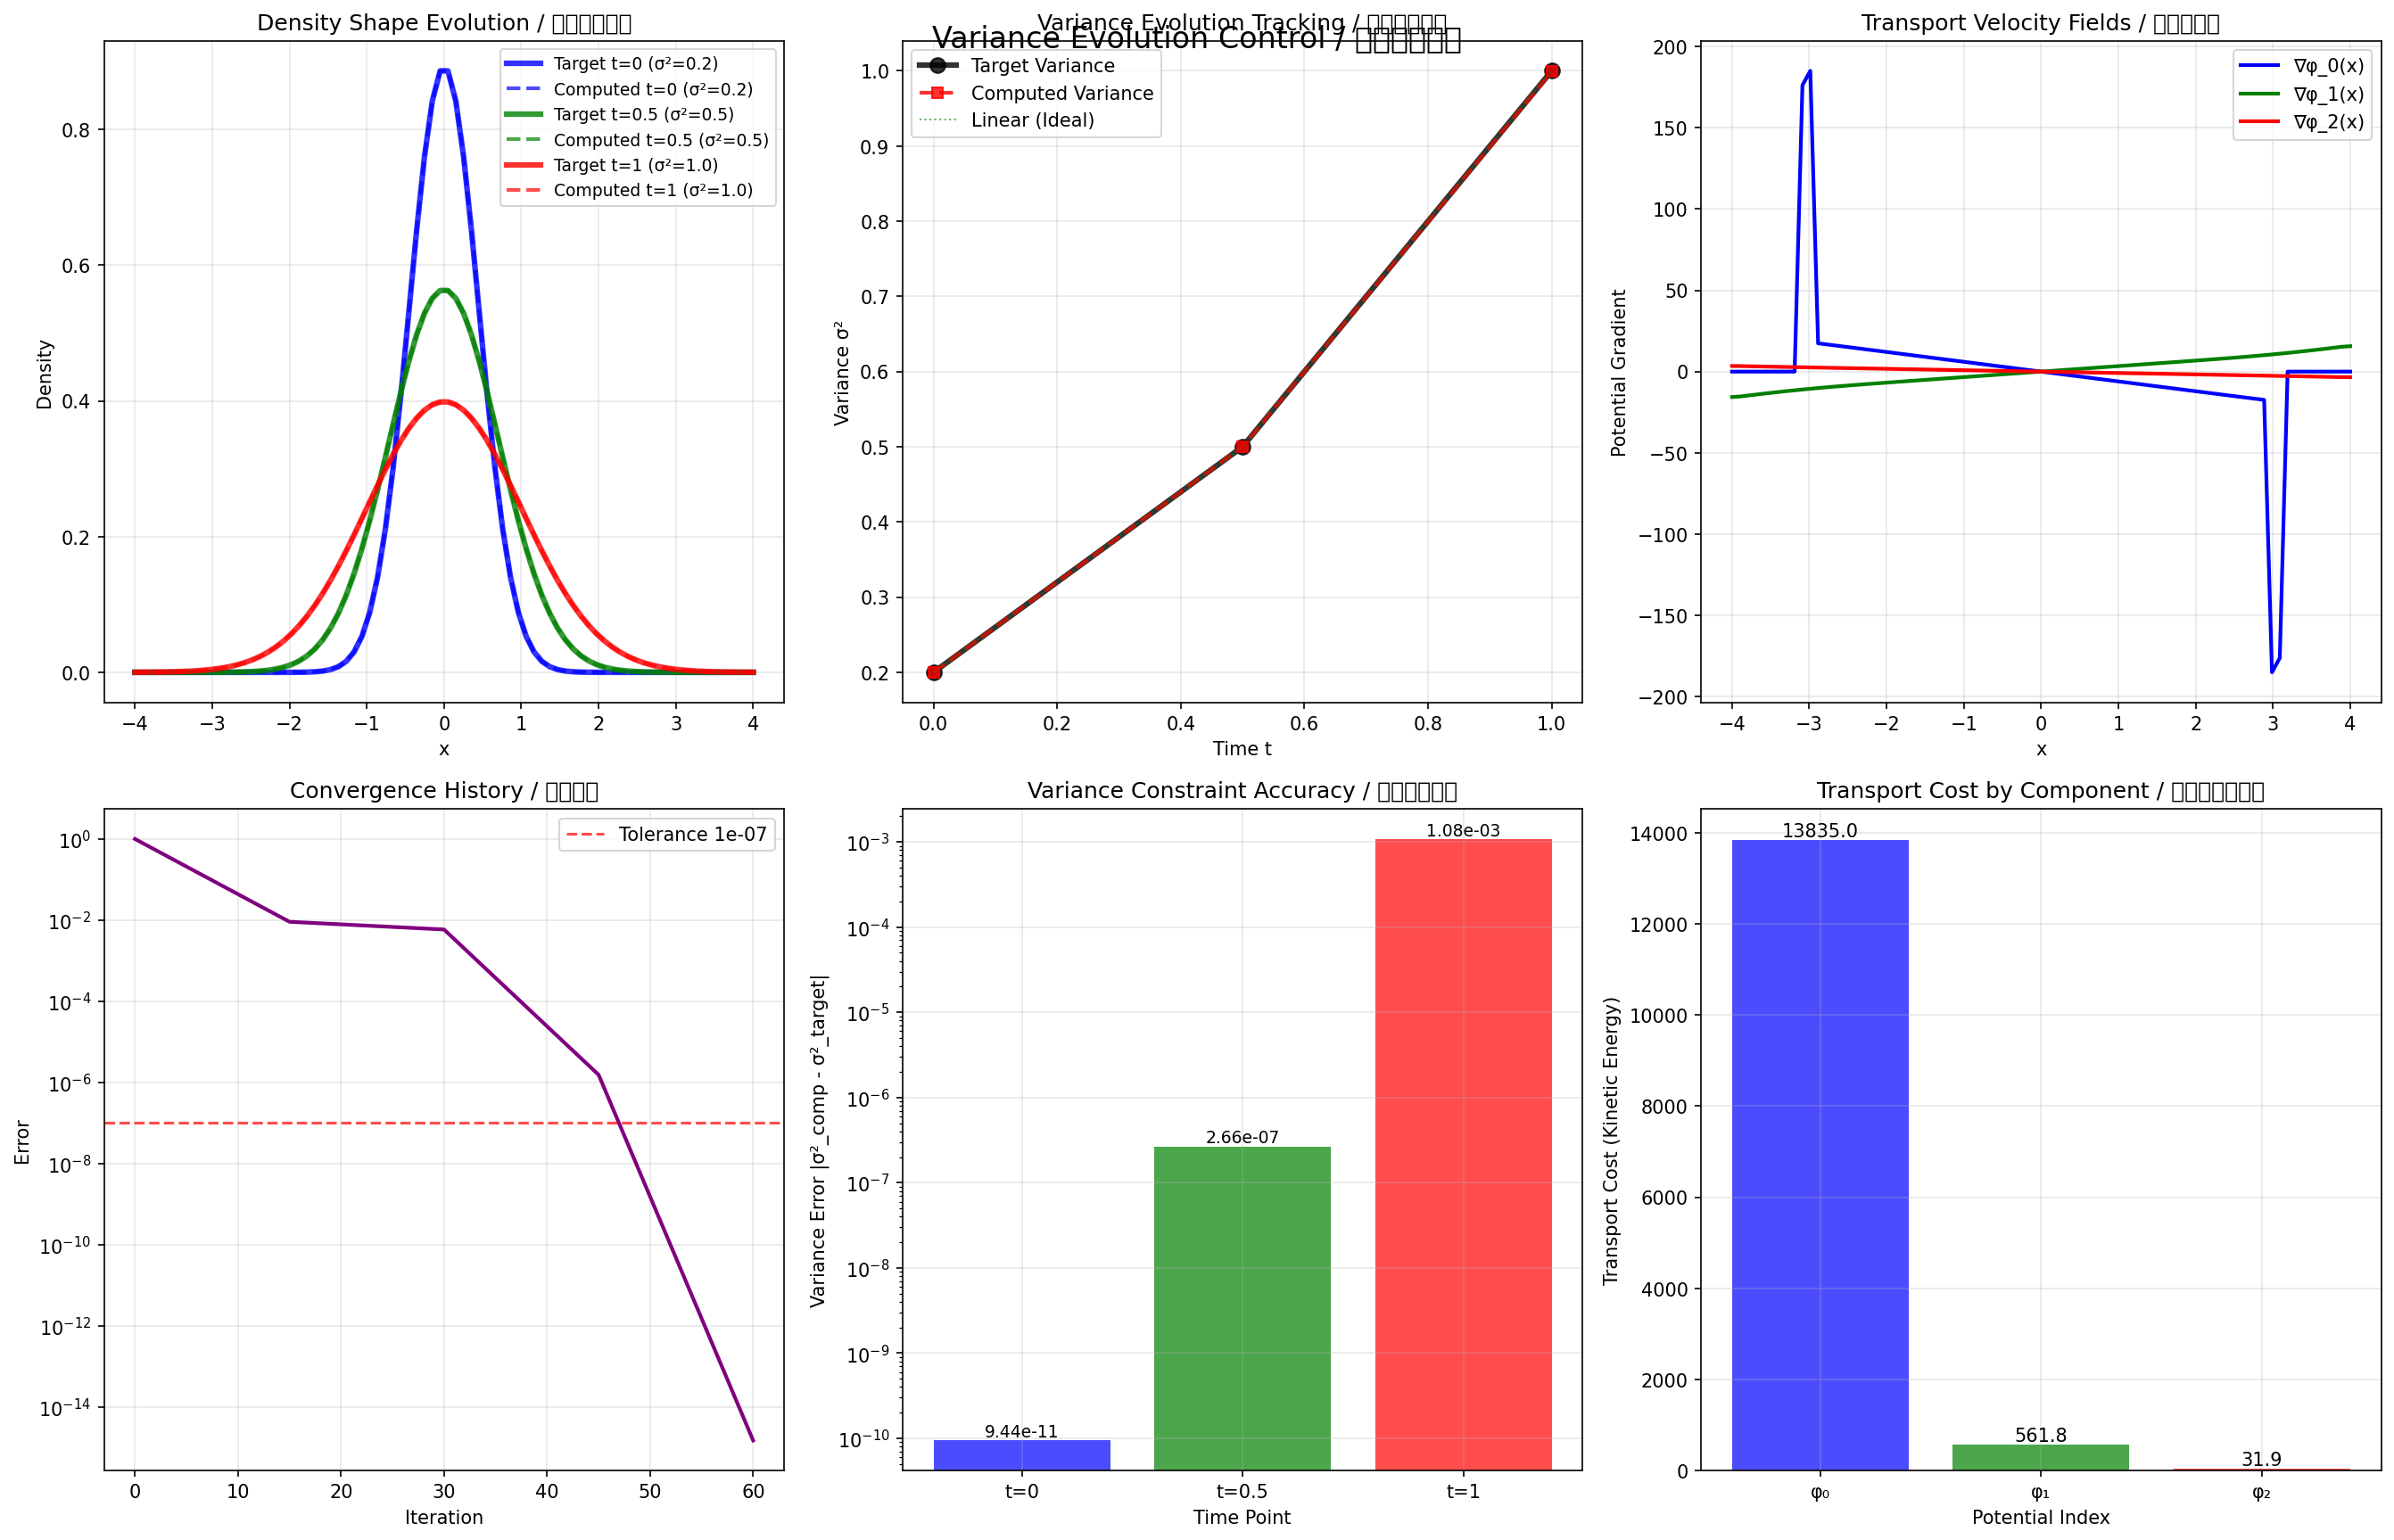 Variance Evolution Control /
Density Shape Evolution /
Target t=0 (σ²=0.2)
Computed t=0 (σ²=0.2)
Target t=0.5 (σ²=0.5)
Computed t=0.5 (σ²=0.5)
Target t=1 (σ²=1.0)
Computed t=1 (σ²=1.0)
Density
0.8
0.6
0.4
0.2
0.0
−4 −3 −2 −1 0 1 2 3 4
x
Variance Evolution Tracking /
Target Variance
Computed Variance
Linear (Ideal)
Variance σ²
1.0
0.9
0.8
0.7
0.6
0.5
0.4
0.3
0.2
0.0 0.2 0.4 0.6 0.8 1.0
Time t
Transport Velocity Fields /
∇φ_0(x)
∇φ_1(x)
∇φ_2(x)
Potential Gradient
200
150
100
50
0
−50
−100
−150
−200
−4 −3 −2 −1 0 1 2 3 4
x
Convergence History /
Tolerance 1e-07
Error
10⁰
10⁻²
10⁻⁴
10⁻⁶
10⁻⁸
10⁻¹⁰
10⁻¹²
10⁻¹⁴
0 10 20 30 40 50 60
Iteration
Variance Constraint Accuracy /
Variance Error |σ²_comp - σ²_target|
10⁻³
10⁻⁴
10⁻⁵
10⁻⁶
10⁻⁷
10⁻⁸
10⁻⁹
10⁻¹⁰
9.44e-11
2.66e-07
1.08e-03
t=0 t=0.5 t=1
Time Point
Transport Cost by Component /
Transport Cost (Kinetic Energy)
14000
12000
10000
8000
6000
4000
2000
0
13835.0
561.8
31.9
φ₀ φ₁ φ₂
Potential Index